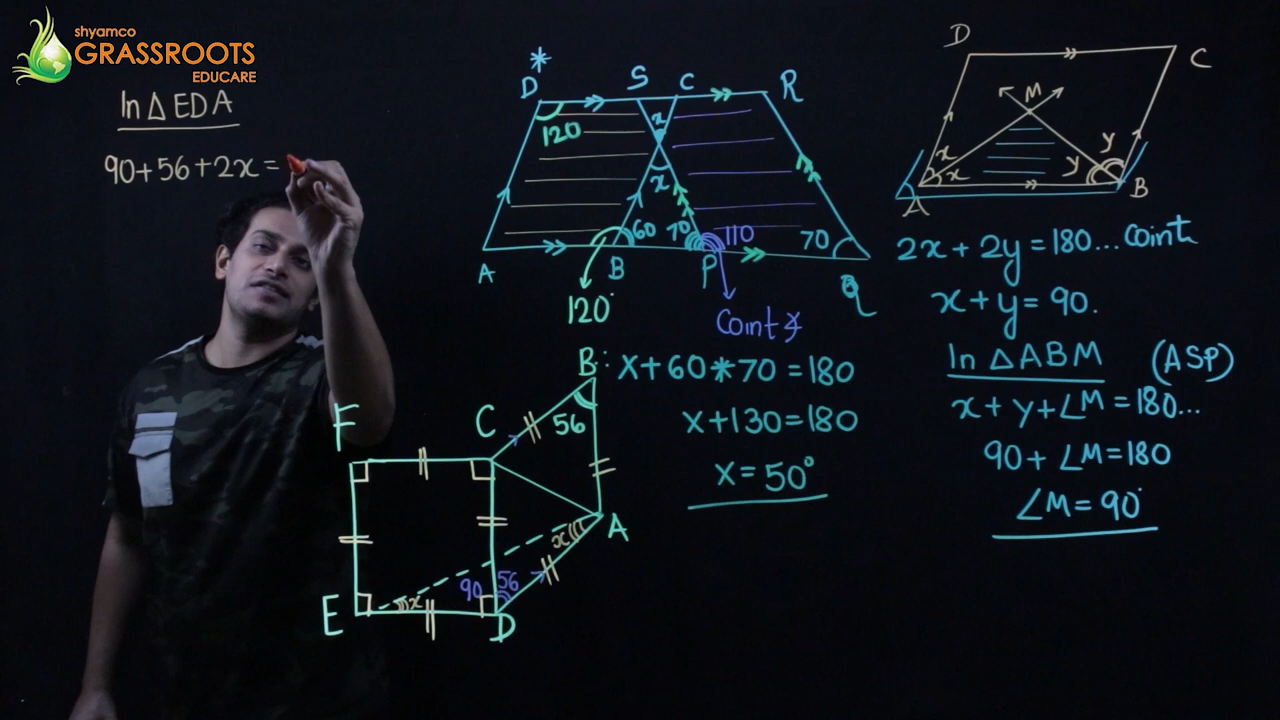 shyamco
GRASSROOTS
EDUCARE
In △ EDA
90+56+2x =
*
D S C R
120 x
x
60 70 110 70
A B P Q
120°
Coint ∡
B
∴ x+60*70 = 180
x+130=180
x = 50°
F C 56
A
x
E x 90 56 D
D C
M
x x y y
A B
2x + 2y = 180... Coint
x + y = 90.
In △ ABM (ASP)
x + y + ∠M = 180...
90 + ∠M = 180
∠M = 90°